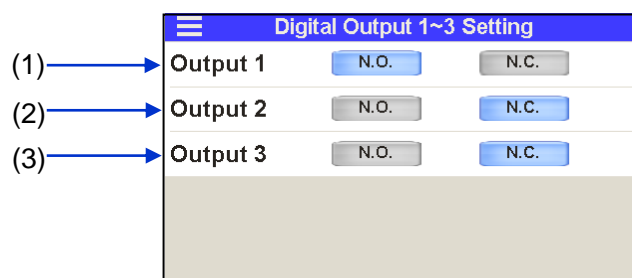 Digital Output 1~3 Setting
(1) Output 1 N.O. N.C.
(2) Output 2 N.O. N.C.
(3) Output 3 N.O. N.C.